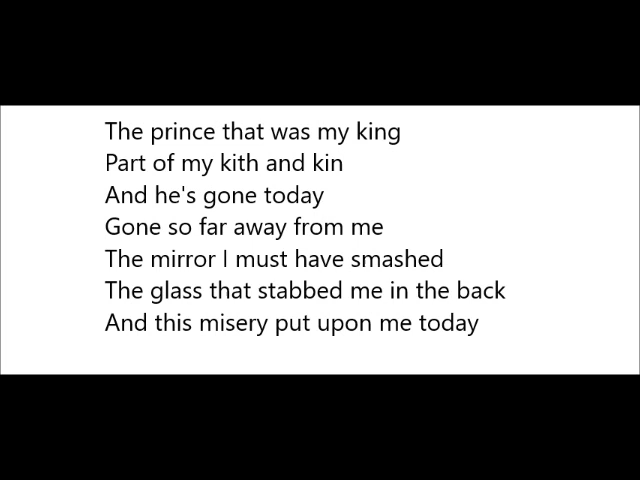 The prince that was my king
Part of my kith and kin
And he's gone today
Gone so far away from me
The mirror I must have smashed
The glass that stabbed me in the back
And this misery put upon me today